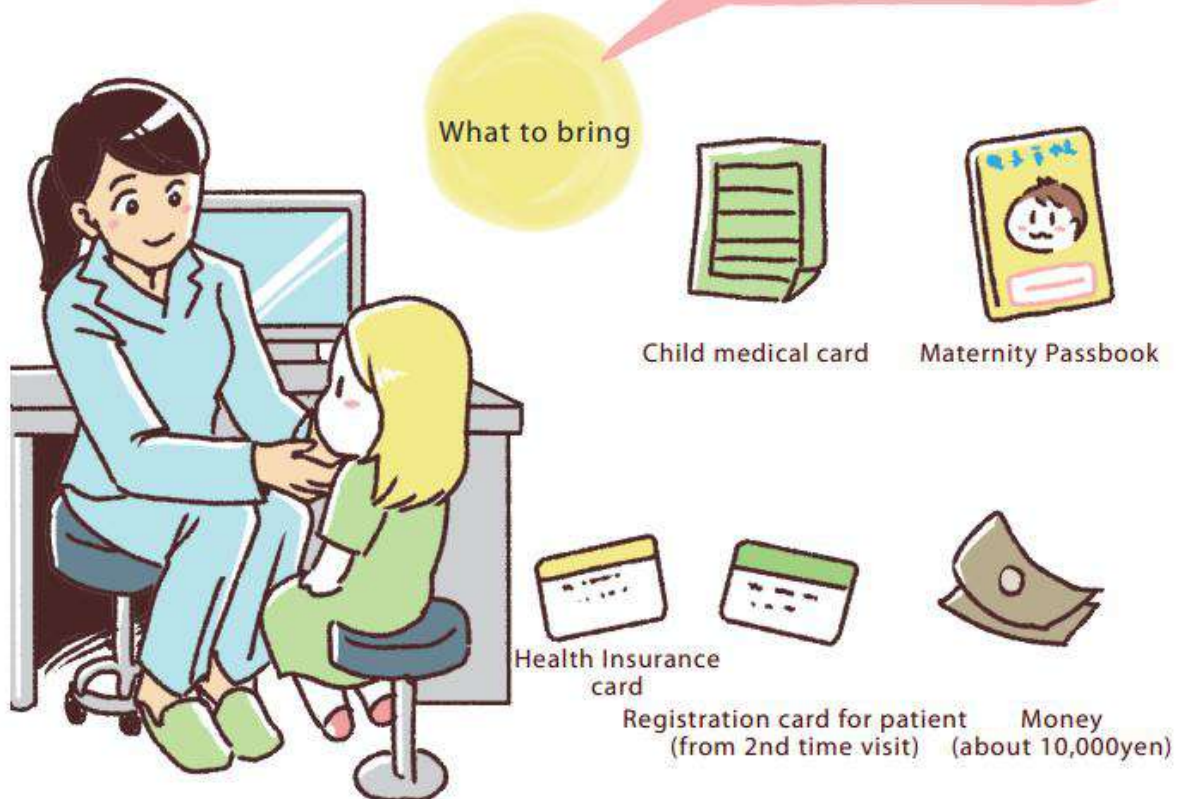 What to bring
Child medical card
Maternity Passbook
Health Insurance
card
Registration card for patient
(from 2nd time visit)
Money
(about 10,000yen)